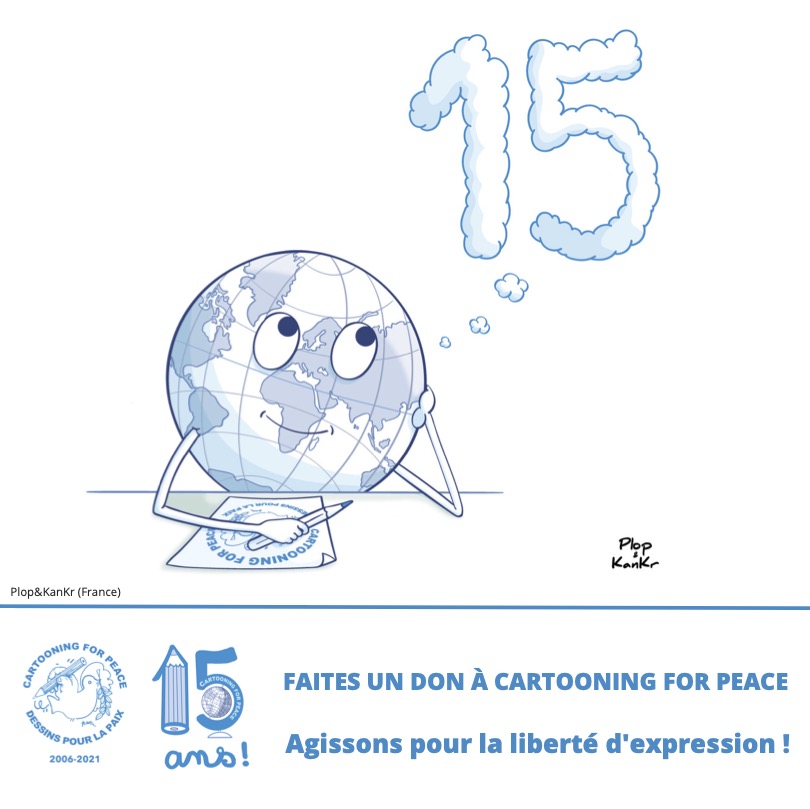 15
DESSINS POUR LA PAIX
CARTOONING FOR PEACE
Plop
&
KanKr
Plop&KanKr (France)
CARTOONING FOR PEACE
DESSINS POUR LA PAIX
2006-2021
15
CARTOONING FOR PEACE
ans !
FAITES UN DON À CARTOONING FOR PEACE
Agissons pour la liberté d'expression !